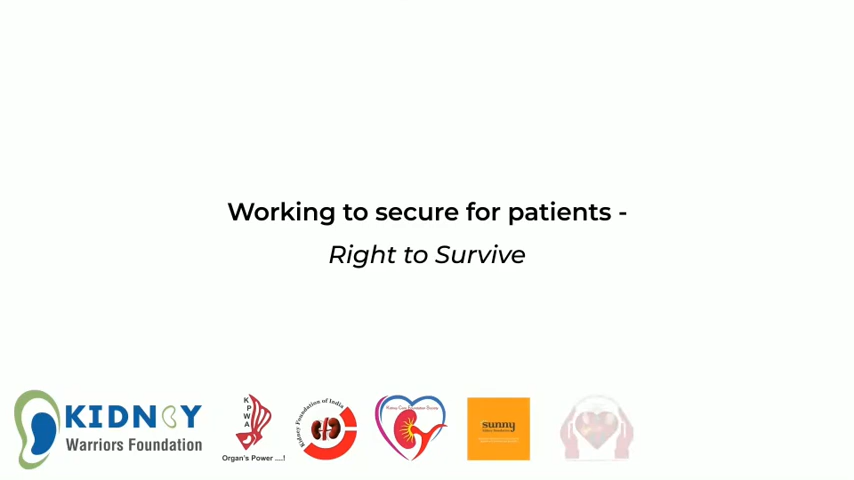 Working to secure for patients -
Right to Survive
KIDNEY
Warriors Foundation
KPWA
Organ's Power ....!
Kidney Foundation of India
sunny